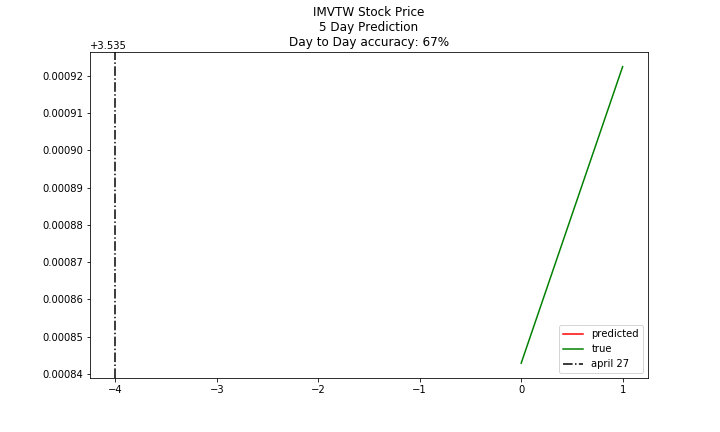 IMVTW Stock Price
5 Day Prediction
Day to Day accuracy: 67%
+3.535
0.00092
0.00091
0.00090
0.00089
0.00088
0.00087
0.00086
0.00085
0.00084
−4
−3
−2
−1
0
1
predicted
true
april 27